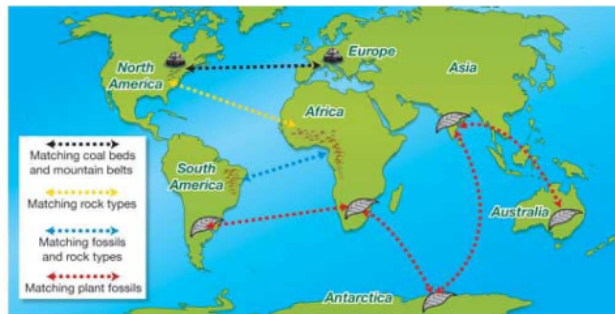 Europe
North
America
Asia
Africa
South
America
Australia
Antarctica
Matching coal beds
and mountain belts
Matching rock types
Matching fossils
and rock types
Matching plant fossils